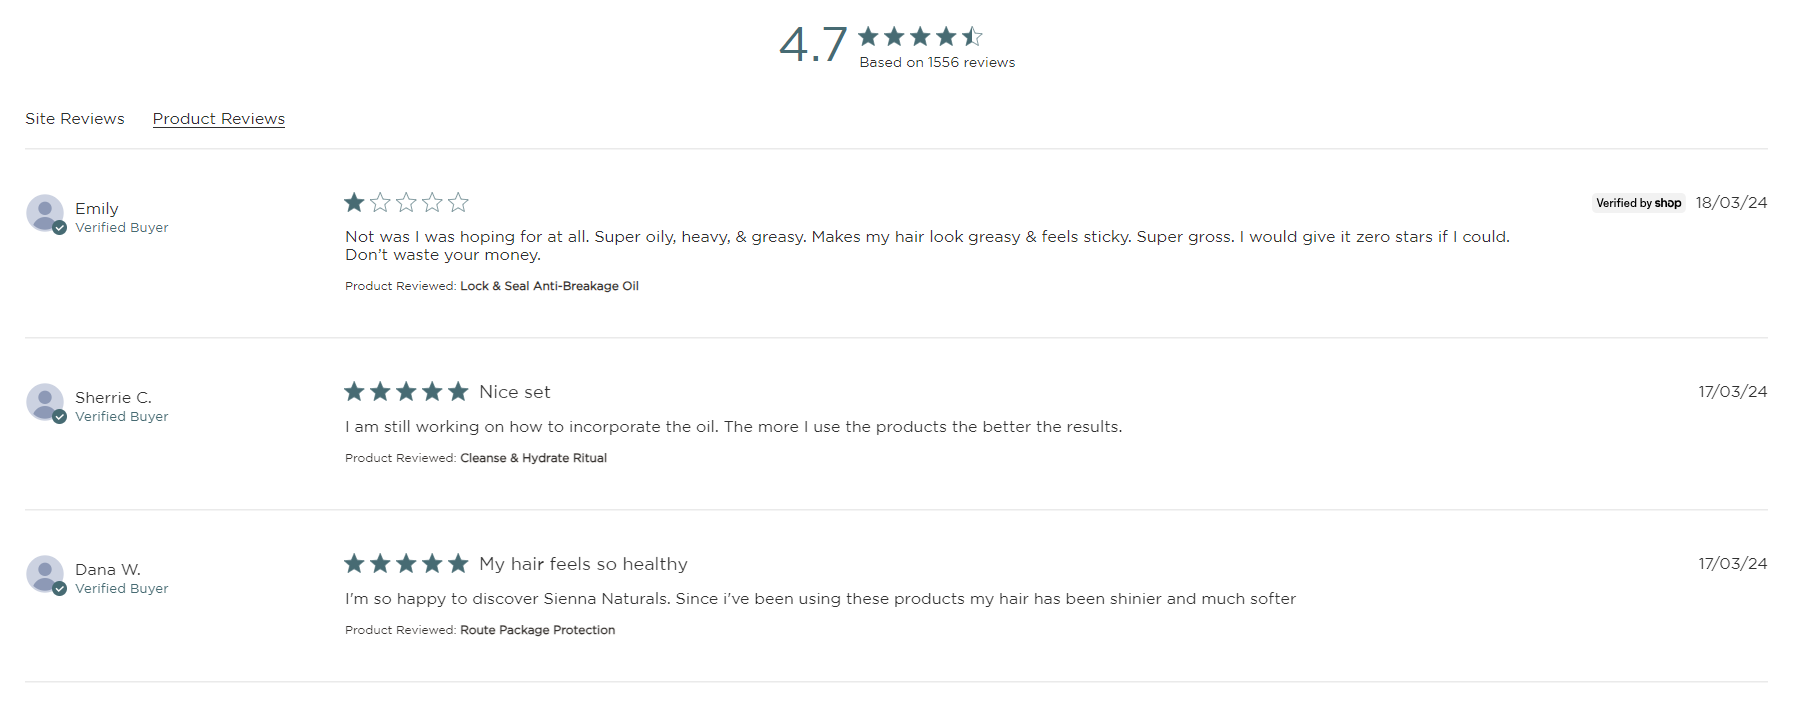 4.7
Based on 1556 reviews
Site Reviews
Product Reviews
Emily
Verified Buyer
Verified by shop
18/03/24
Not was I was hoping for at all. Super oily, heavy, & greasy. Makes my hair look greasy & feels sticky. Super gross. I would give it zero stars if I could.
Don’t waste your money.
Product Reviewed: Lock & Seal Anti-Breakage Oil
Sherrie C.
Verified Buyer
Nice set
17/03/24
I am still working on how to incorporate the oil. The more I use the products the better the results.
Product Reviewed: Cleanse & Hydrate Ritual
Dana W.
Verified Buyer
My hair feels so healthy
17/03/24
I'm so happy to discover Sienna Naturals. Since i've been using these products my hair has been shinier and much softer
Product Reviewed: Route Package Protection